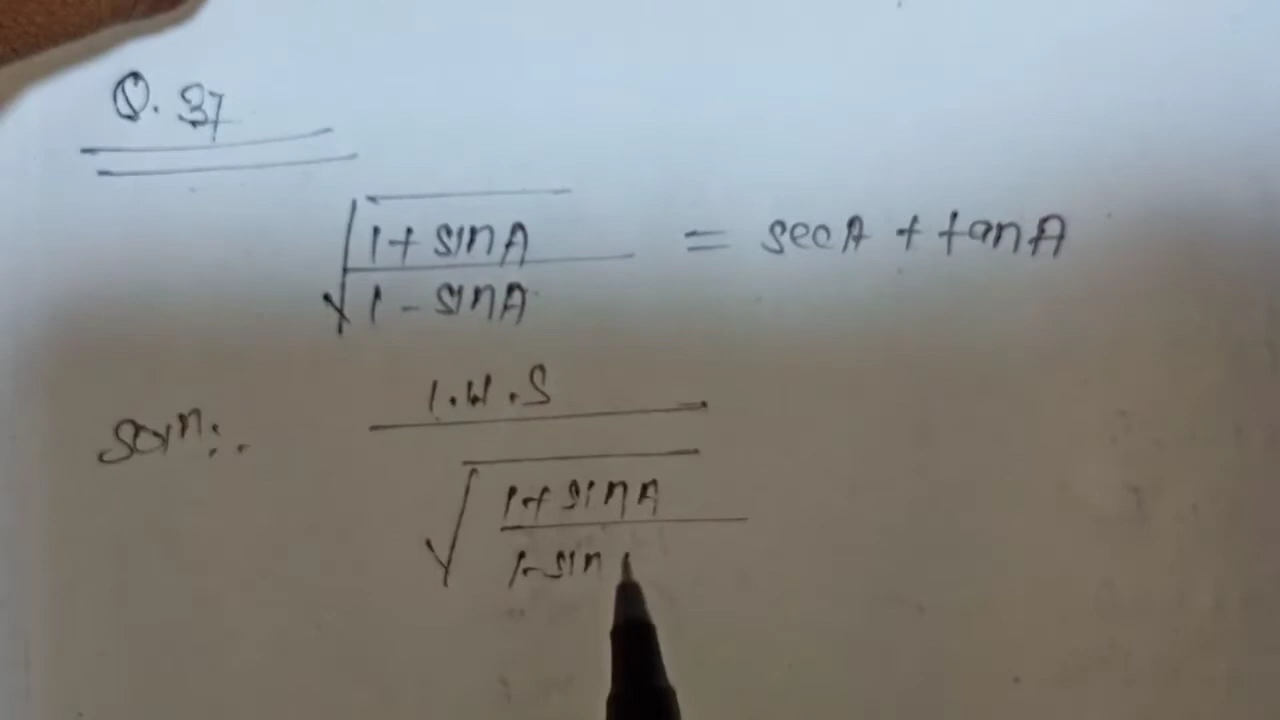 Q. 37
√(1+sinA / 1-sinA) = secA + tanA
Soln:. L.H.S
√(1+sinA / 1-sin